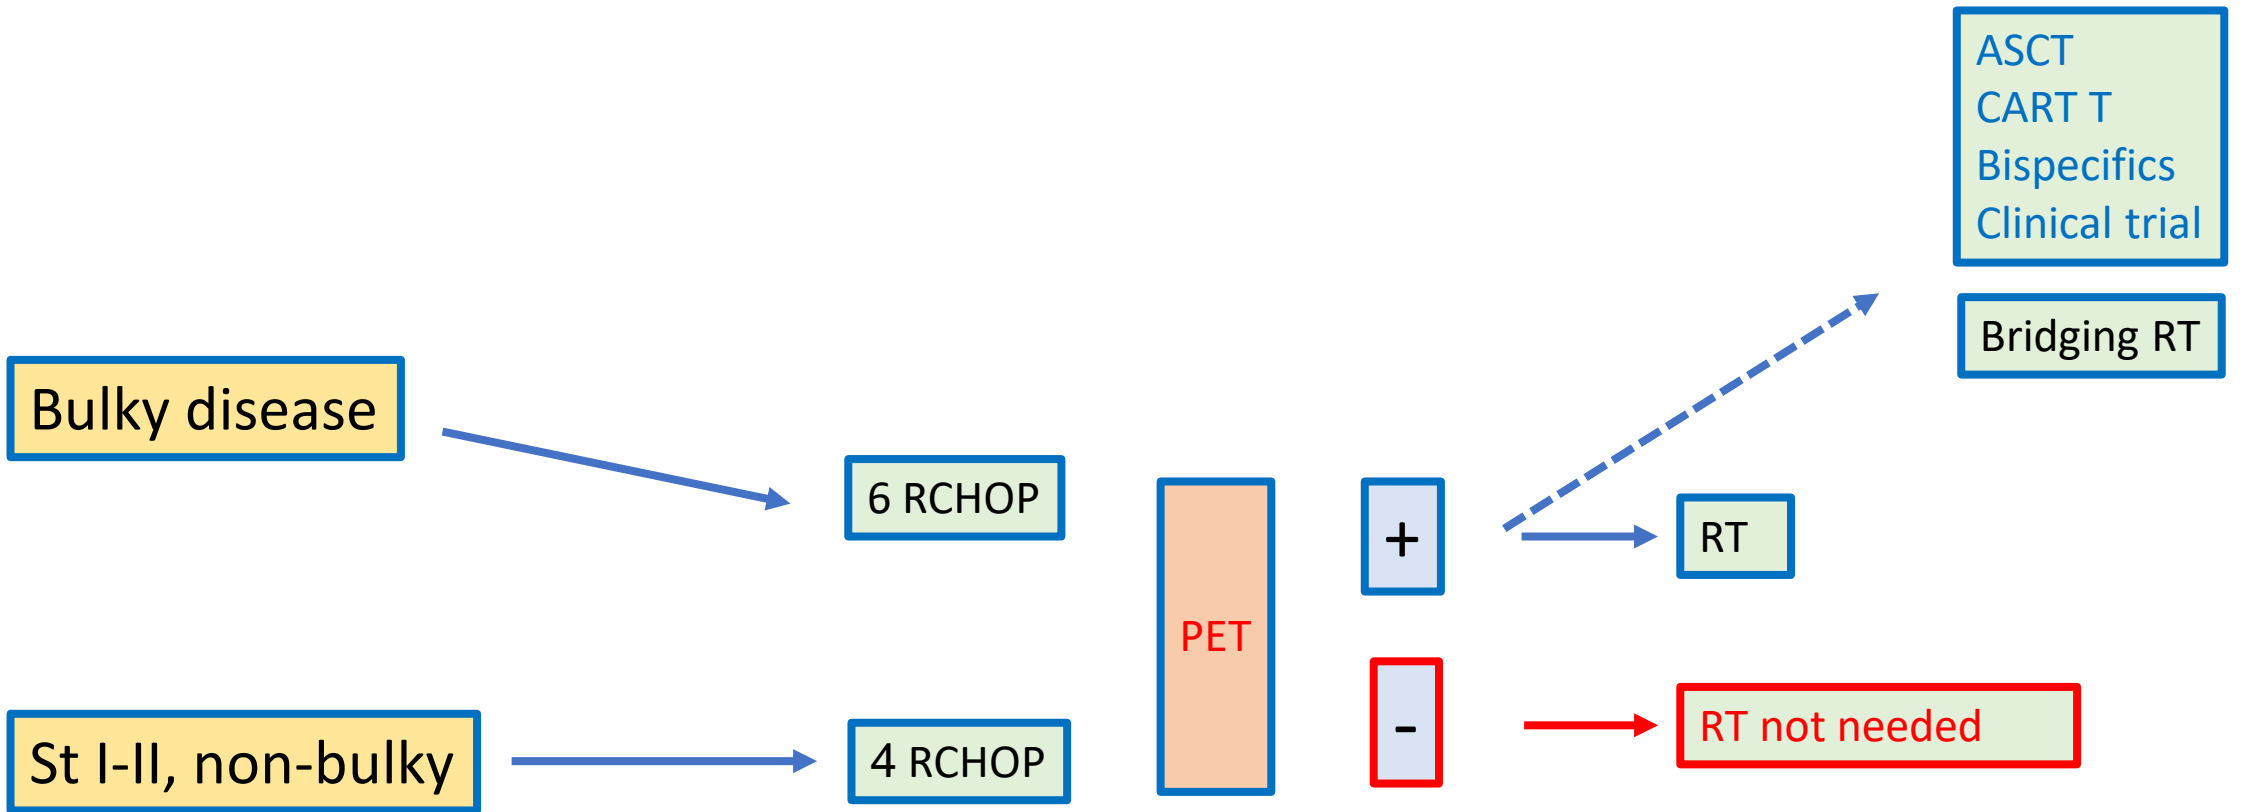 ASCT
CART T
Bispecifics
Clinical trial
Bridging RT
Bulky disease
6 RCHOP
+
RT
PET
St I-II, non-bulky
4 RCHOP
-
RT not needed